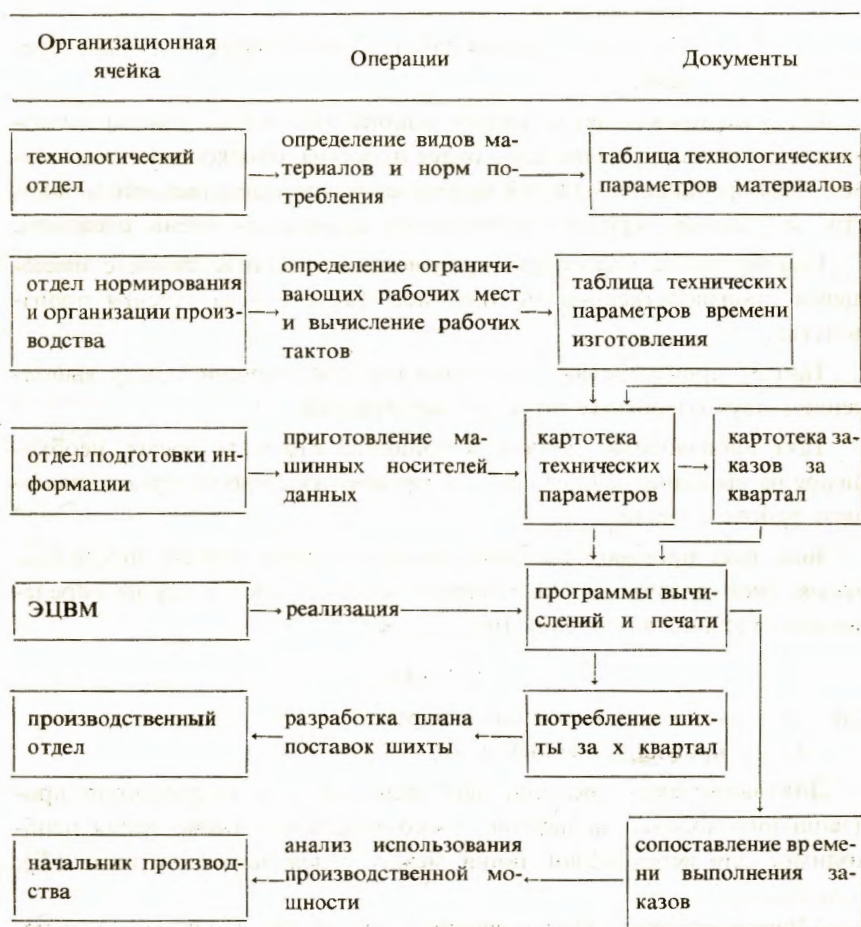 Организационная
ячейка
Операции
Документы
технологический
отдел
определение видов ма-
териалов и норм по-
требления
таблица технологических
параметров материалов
отдел нормирования
и организации произ-
водства
определение ограничи-
вающих рабочих мест
и вычисление рабочих
тактов
таблица технических
параметров времени
изготовления
отдел подготовки ин-
формации
приготовление ма-
шинных носителей
данных
картотека
технических
параметров
картотека за-
казов за
квартал
ЭЦВМ
реализация
программы вычи-
слений и печати
производственный
отдел
разработка плана
поставок шихты
потребление ших-
ты за х квартал
начальник производ-
ства
анализ использования
производственной мо-
щности
сопоставление време-
ни выполнения за-
казов